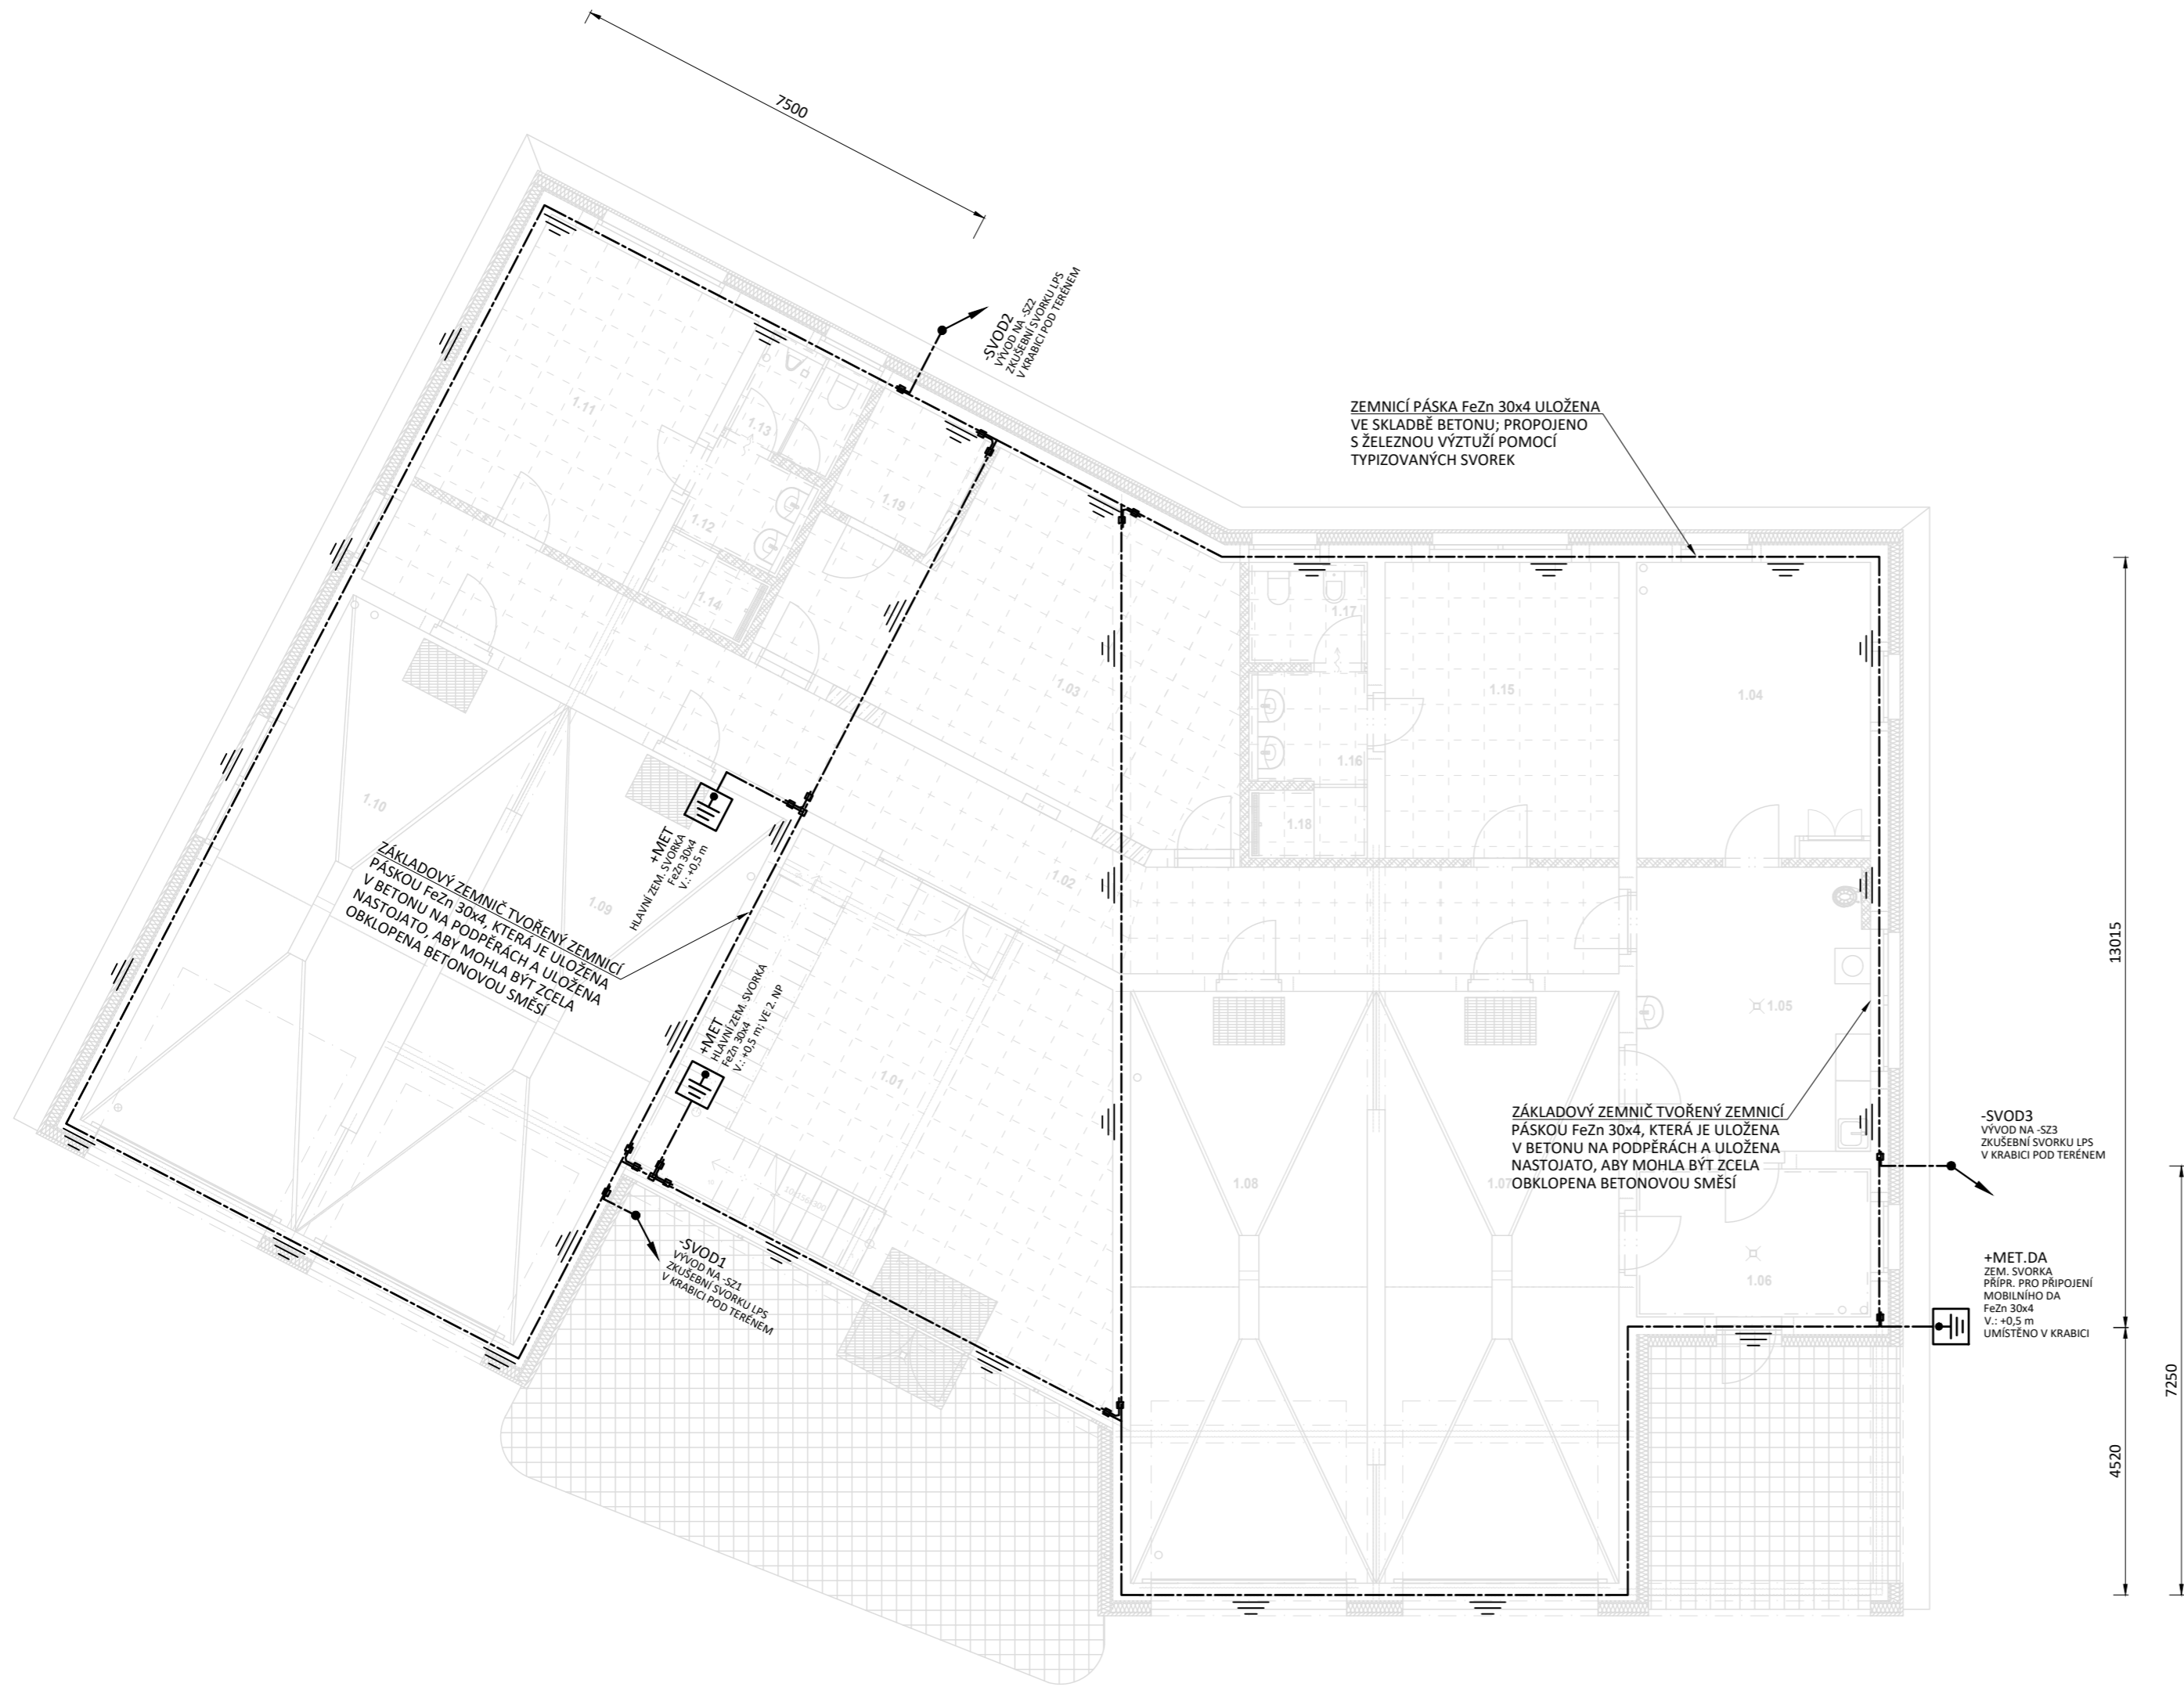 7500
-SVOD2
VÝVOD NA -SZ2
ZKUŠEBNÍ SVORKU LPS
V KRABICI POD TERÉNEM
ZEMNICÍ PÁSKA FeZn 30x4 ULOŽENA
VE SKLADBĚ BETONU; PROPOJENO
S ŽELEZNOU VÝZTUŽÍ POMOCÍ
TYPIZOVANÝCH SVOREK
1.11
1.13
1.12
1.19
1.14
1.03
1.17
1.15
1.04
1.16
1.18
1.10
1.09
1.02
+MET
HLAVNÍ ZEM. SVORKA
FeZn 30x4
V.: +0,5 m
ZÁKLADOVÝ ZEMNIČ TVOŘENÝ ZEMNICÍ
PÁSKOU FeZn 30x4, KTERÁ JE ULOŽENA
V BETONU NA PODPĚRÁCH A ULOŽENA
NASTOJATO, ABY MOHLA BÝT ZCELA
OBKLOPENA BETONOVOU SMĚSÍ
+MET
HLAVNÍ ZEM. SVORKA
FeZn 30x4
V.: +0,5 m; VE 2. NP
1.01
1.05
13015
ZÁKLADOVÝ ZEMNIČ TVOŘENÝ ZEMNICÍ
PÁSKOU FeZn 30x4, KTERÁ JE ULOŽENA
V BETONU NA PODPĚRÁCH A ULOŽENA
NASTOJATO, ABY MOHLA BÝT ZCELA
OBKLOPENA BETONOVOU SMĚSÍ
1.08
1.07
1.06
-SVOD3
VÝVOD NA -SZ3
ZKUŠEBNÍ SVORKU LPS
V KRABICI POD TERÉNEM
-SVOD1
VÝVOD NA -SZ1
ZKUŠEBNÍ SVORKU LPS
V KRABICI POD TERÉNEM
+MET.DA
ZEM. SVORKA
PŘÍPR. PRO PŘIPOJENÍ
MOBILNÍHO DA
FeZn 30x4
V.: +0,5 m
UMÍSTĚNO V KRABICI
7250
4520